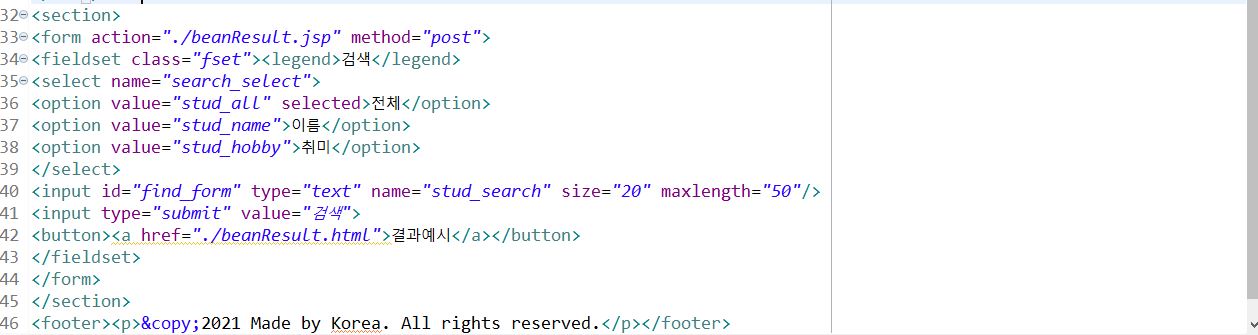 32 <section>
33 <form action="./beanResult.jsp" method="post">
34 <fieldset class="fset"><legend>검색</legend>
35 <select name="search_select">
36 <option value="stud_all" selected>전체</option>
37 <option value="stud_name">이름</option>
38 <option value="stud_hobby">취미</option>
39 </select>
40 <input id="find_form" type="text" name="stud_search" size="20" maxlength="50"/>
41 <input type="submit" value="검색">
42 <button><a href="./beanResult.html">결과예시</a></button>
43 </fieldset>
44 </form>
45 </section>
46 <footer><p>&copy;2021 Made by Korea. All rights reserved.</p></footer>